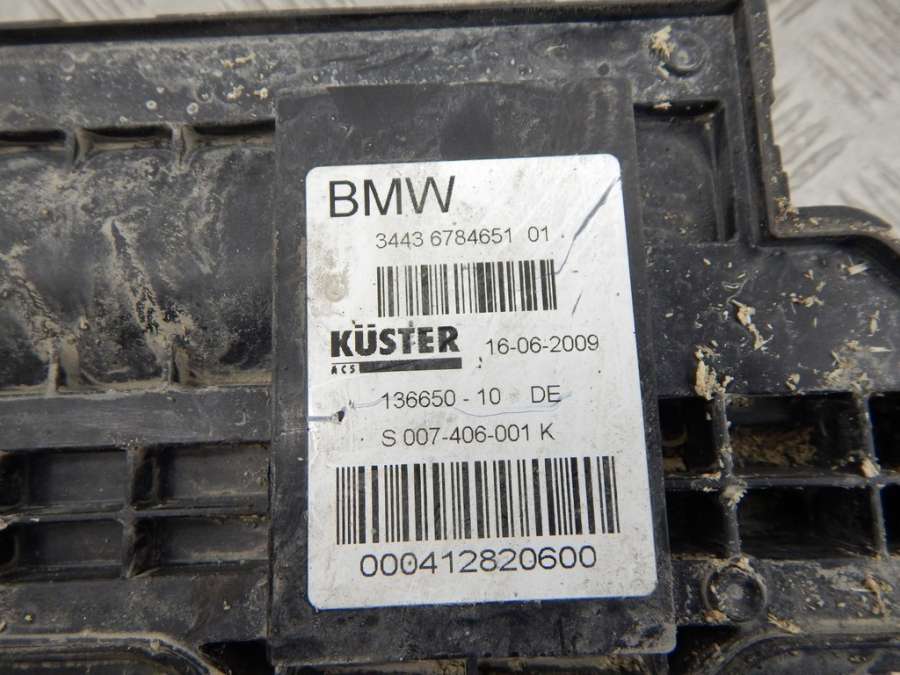 BMW
3443 6784651 01
KÜSTER 16-06-2009
ACS
136650 - 10 DE
S 007-406-001 K
000412820600